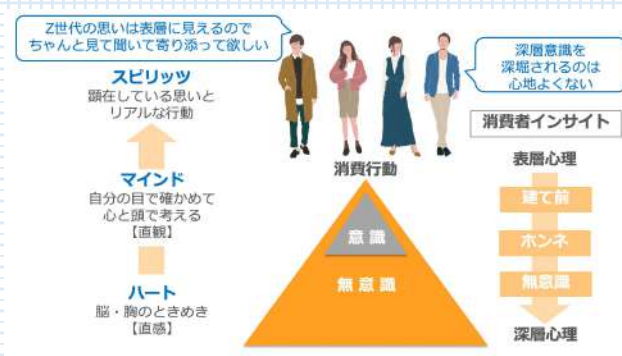 Z世代の思いは表層に見えるので
ちゃんと見て聞いて寄り添って欲しい
スピリッツ
顕在している思いと
リアルな行動
マインド
自分の目で確かめて
心と頭で考える
【直観】
ハート
脳・胸のときめき
【直感】
消費行動
意識
無意識
深層意識を
深堀されるのは
心地よくない
消費者インサイト
表層心理
建て前
ホンネ
無意識
深層心理